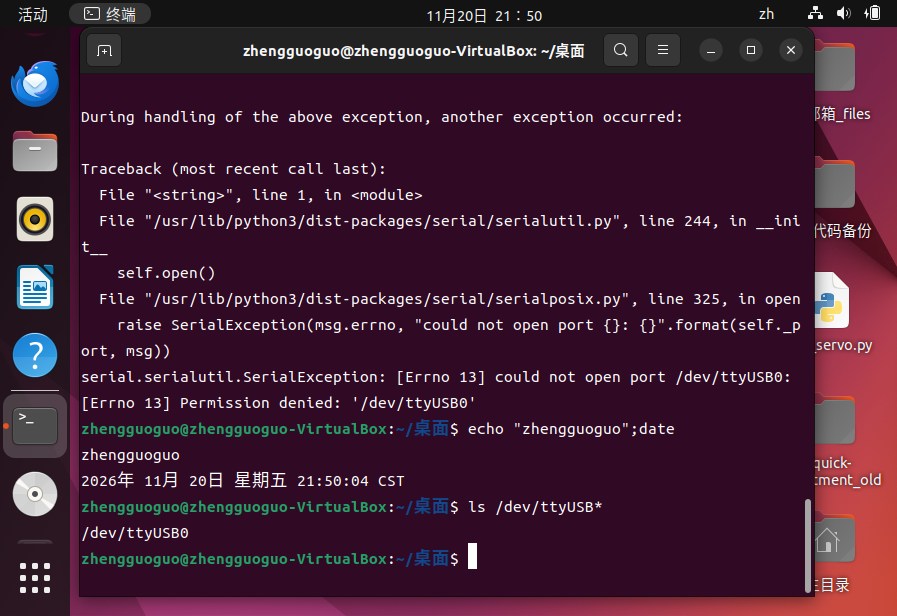 活动
终端
11月20日 21：50
zh
zhengguoguo@zhengguoguo-VirtualBox: ~/桌面
During handling of the above exception, another exception occurred:
Traceback (most recent call last):
File "<string>", line 1, in <module>
File "/usr/lib/python3/dist-packages/serial/serialutil.py", line 244, in __ini
t__
self.open()
File "/usr/lib/python3/dist-packages/serial/serialposix.py", line 325, in open
raise SerialException(msg.errno, "could not open port {}: {}".format(self._p
ort, msg))
serial.serialutil.SerialException: [Errno 13] could not open port /dev/ttyUSB0:
[Errno 13] Permission denied: '/dev/ttyUSB0'
zhengguoguo@zhengguoguo-VirtualBox:~/桌面$ echo "zhengguoguo";date
zhengguoguo
2026年 11月 20日 星期五 21:50:04 CST
zhengguoguo@zhengguoguo-VirtualBox:~/桌面$ ls /dev/ttyUSB*
/dev/ttyUSB0
zhengguoguo@zhengguoguo-VirtualBox:~/桌面$
箱_files
代码备份
_servo.py
quick-
tment_old
主目录